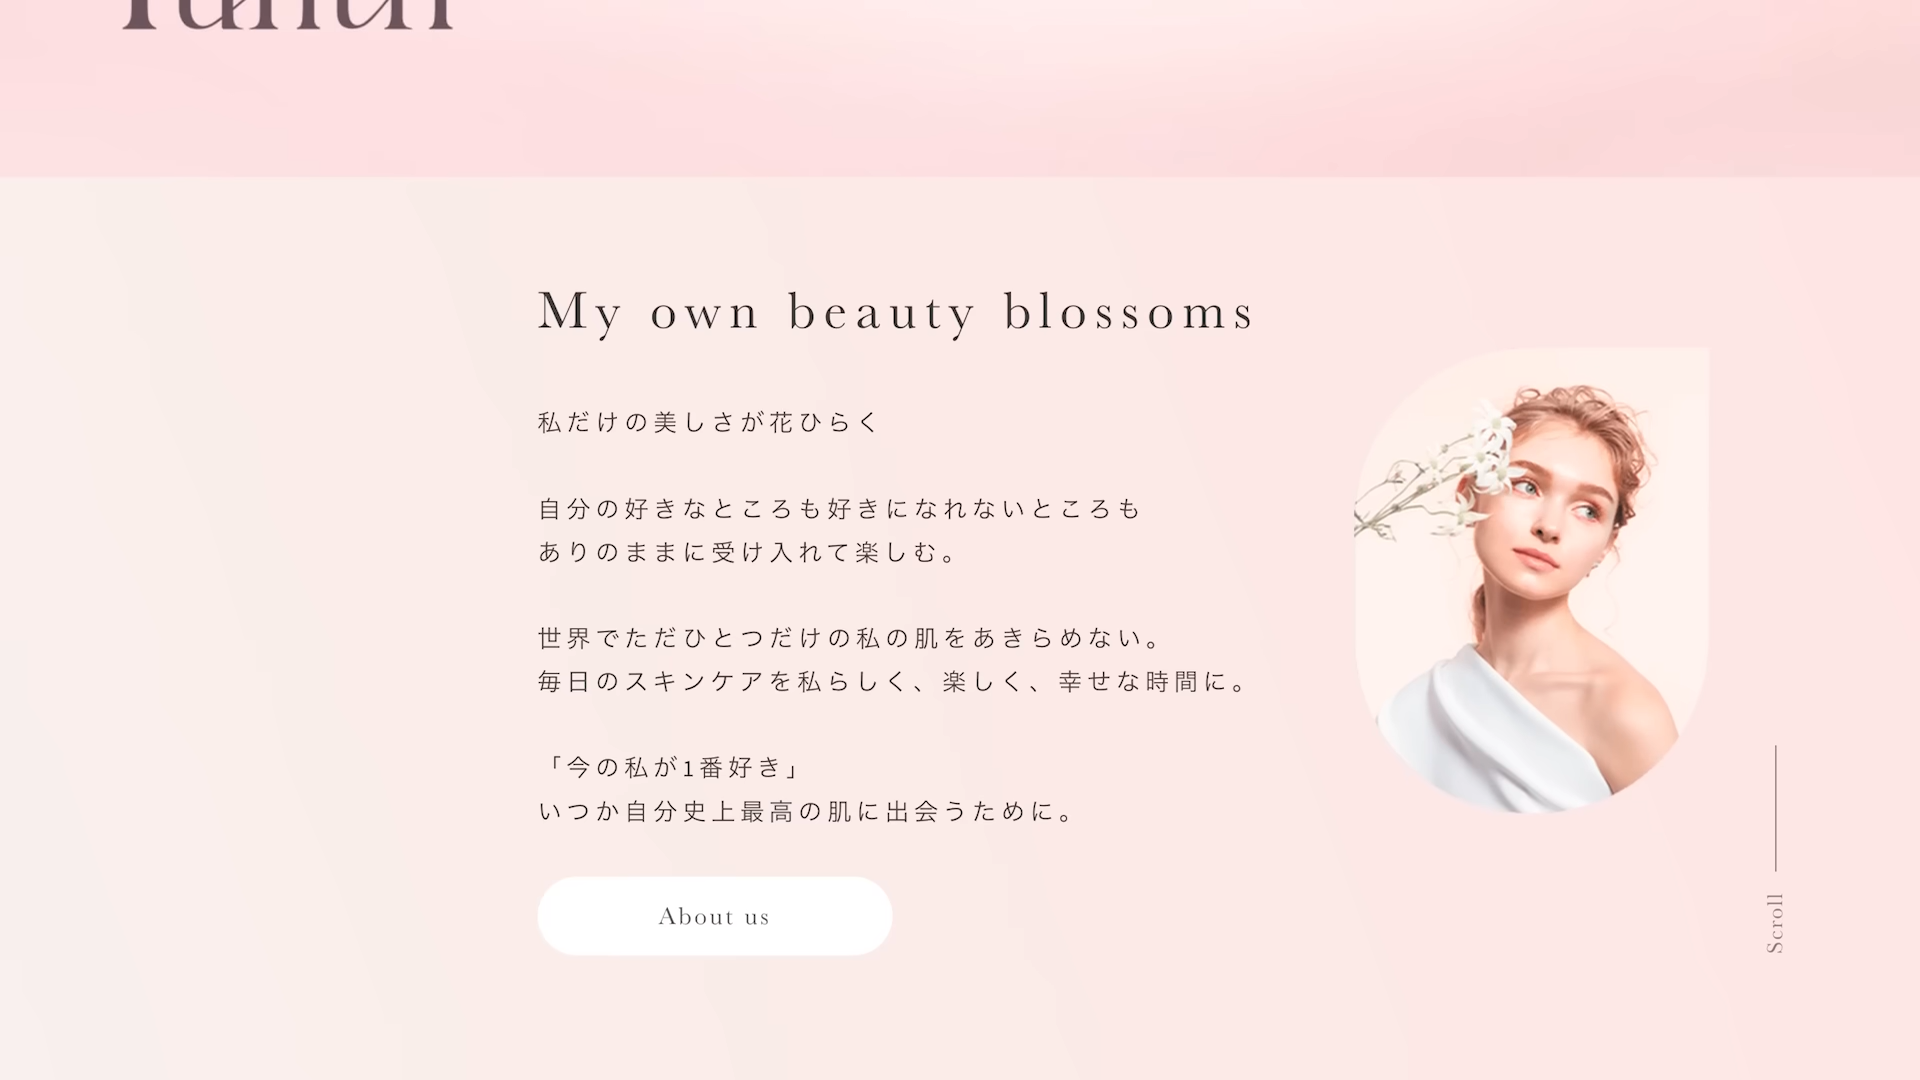 My own beauty blossoms
私だけの美しさが花ひらく
自分の好きなところも好きになれないところも
ありのままに受け入れて楽しむ。
世界でただひとつだけの私の肌をあきらめない。
毎日のスキンケアを私らしく、楽しく、幸せな時間に。
「今の私が1番好き」
いつか自分史上最高の肌に出会うために。
About us
Scroll